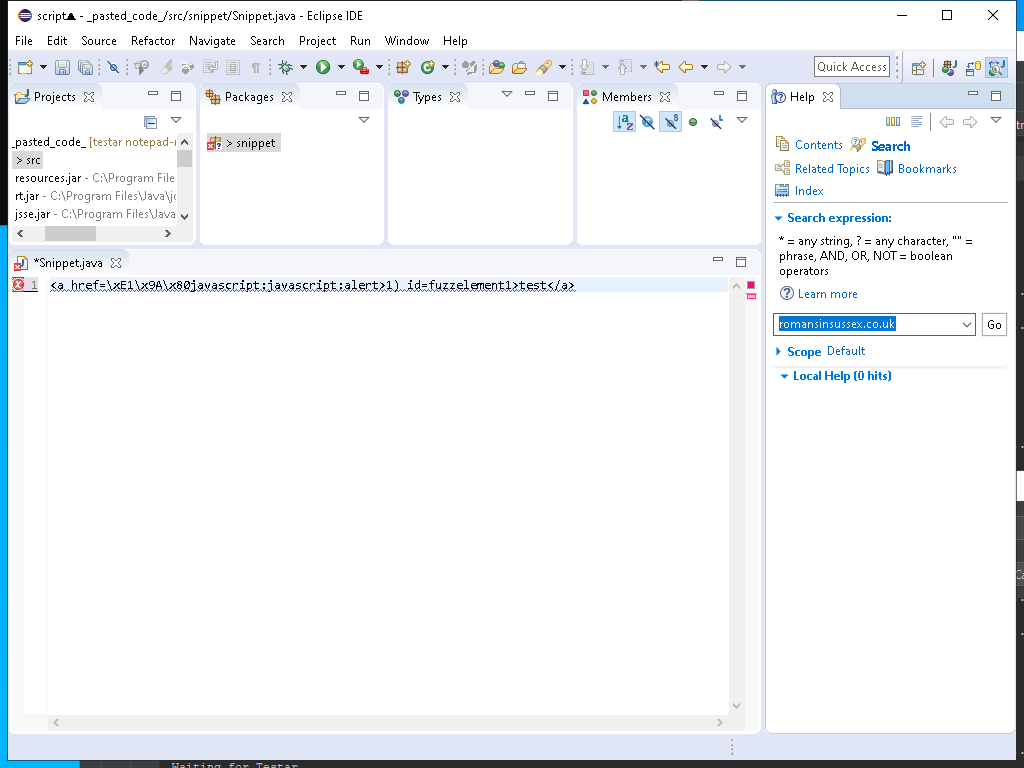 script▲ - _pasted_code_/src/snippet/Snippet.java - Eclipse IDE
File Edit Source Refactor Navigate Search Project Run Window Help
Quick Access
Projects
_pasted_code_ [testar notepad-
> src
resources.jar - C:\Program File
rt.jar - C:\Program Files\Java\j
jsse.jar - C:\Program Files\Java
Packages
> snippet
Types
Members
*Snippet.java
1 <a href=\xE1\x9A\x80javascript:javascript:alert>1) id=fuzzelement1>test</a>
Help
Contents Search
Related Topics Bookmarks
Index
Search expression:
* = any string, ? = any character, "" =
phrase, AND, OR, NOT = boolean
operators
Learn more
romansinsussex.co.uk Go
Scope Default
Local Help (0 hits)
Waiting for Testar